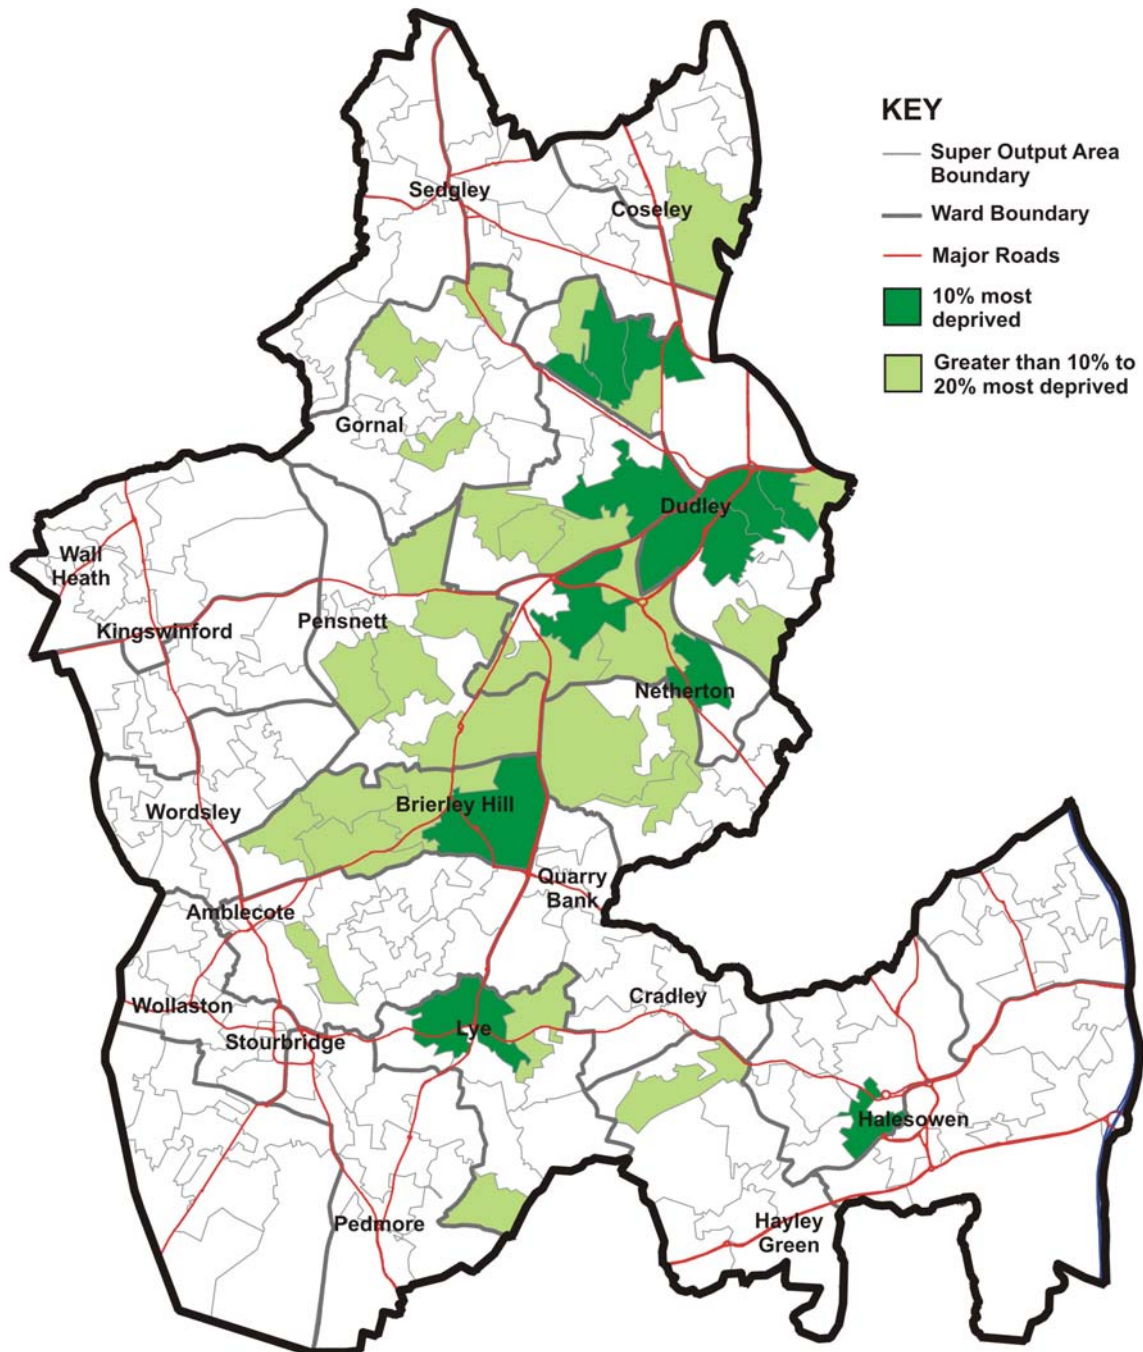 KEY
Super Output Area
Boundary
Ward Boundary
Major Roads
10% most
deprived
Greater than 10% to
20% most deprived
Sedgley
Coseley
Gornal
Dudley
Wall
Heath
Kingswinford
Pensnett
Netherton
Wordsley
Brierley Hill
Quarry
Bank
Amblecote
Wollaston
Stourbridge
Lye
Cradley
Halesowen
Pedmore
Hayley
Green